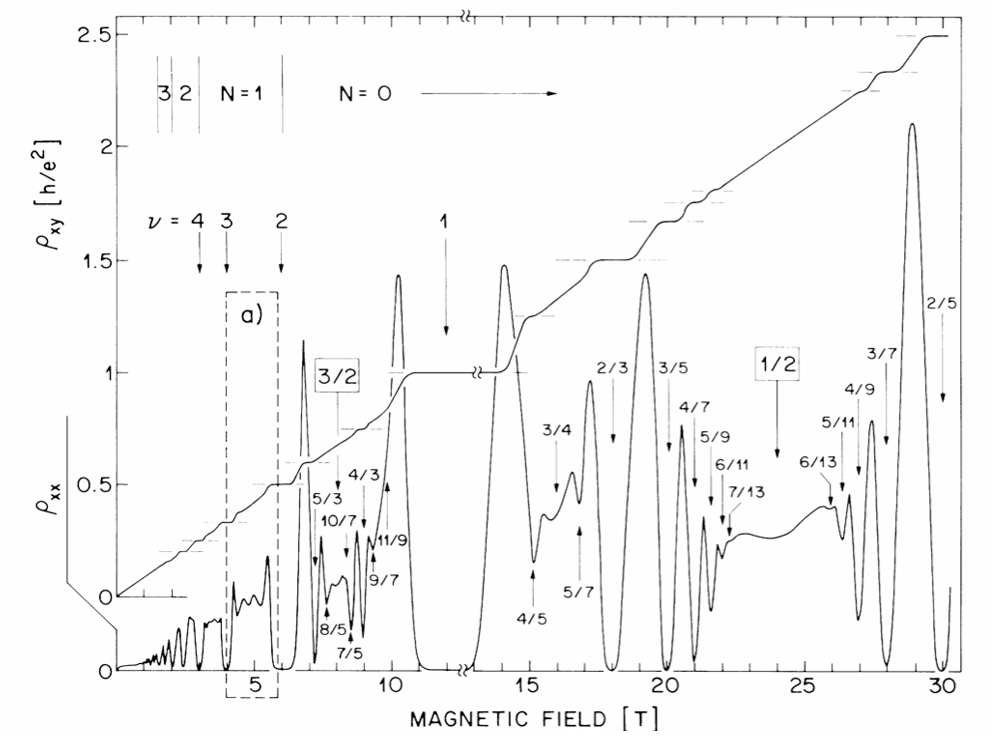 2.5
3 2 N=1 N=0
2
ρxy [h/e²]
ν = 4 3 2 1
1.5
a)
2/5
3/2 1/2
1 2/3 3/5 3/7
4/7 4/9
3/4 5/9 5/11
0.5 5/3 4/3 6/11 6/13
10/7 7/13
ρxx
11/9
9/7 5/7
0 8/5 4/5
7/5
0
5 10 15 20 25 30
MAGNETIC FIELD [T]